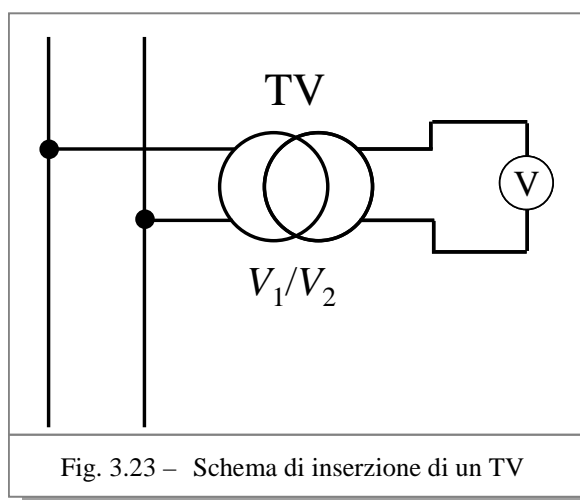 TV
V
V₁/V₂
Fig. 3.23 – Schema di inserzione di un TV